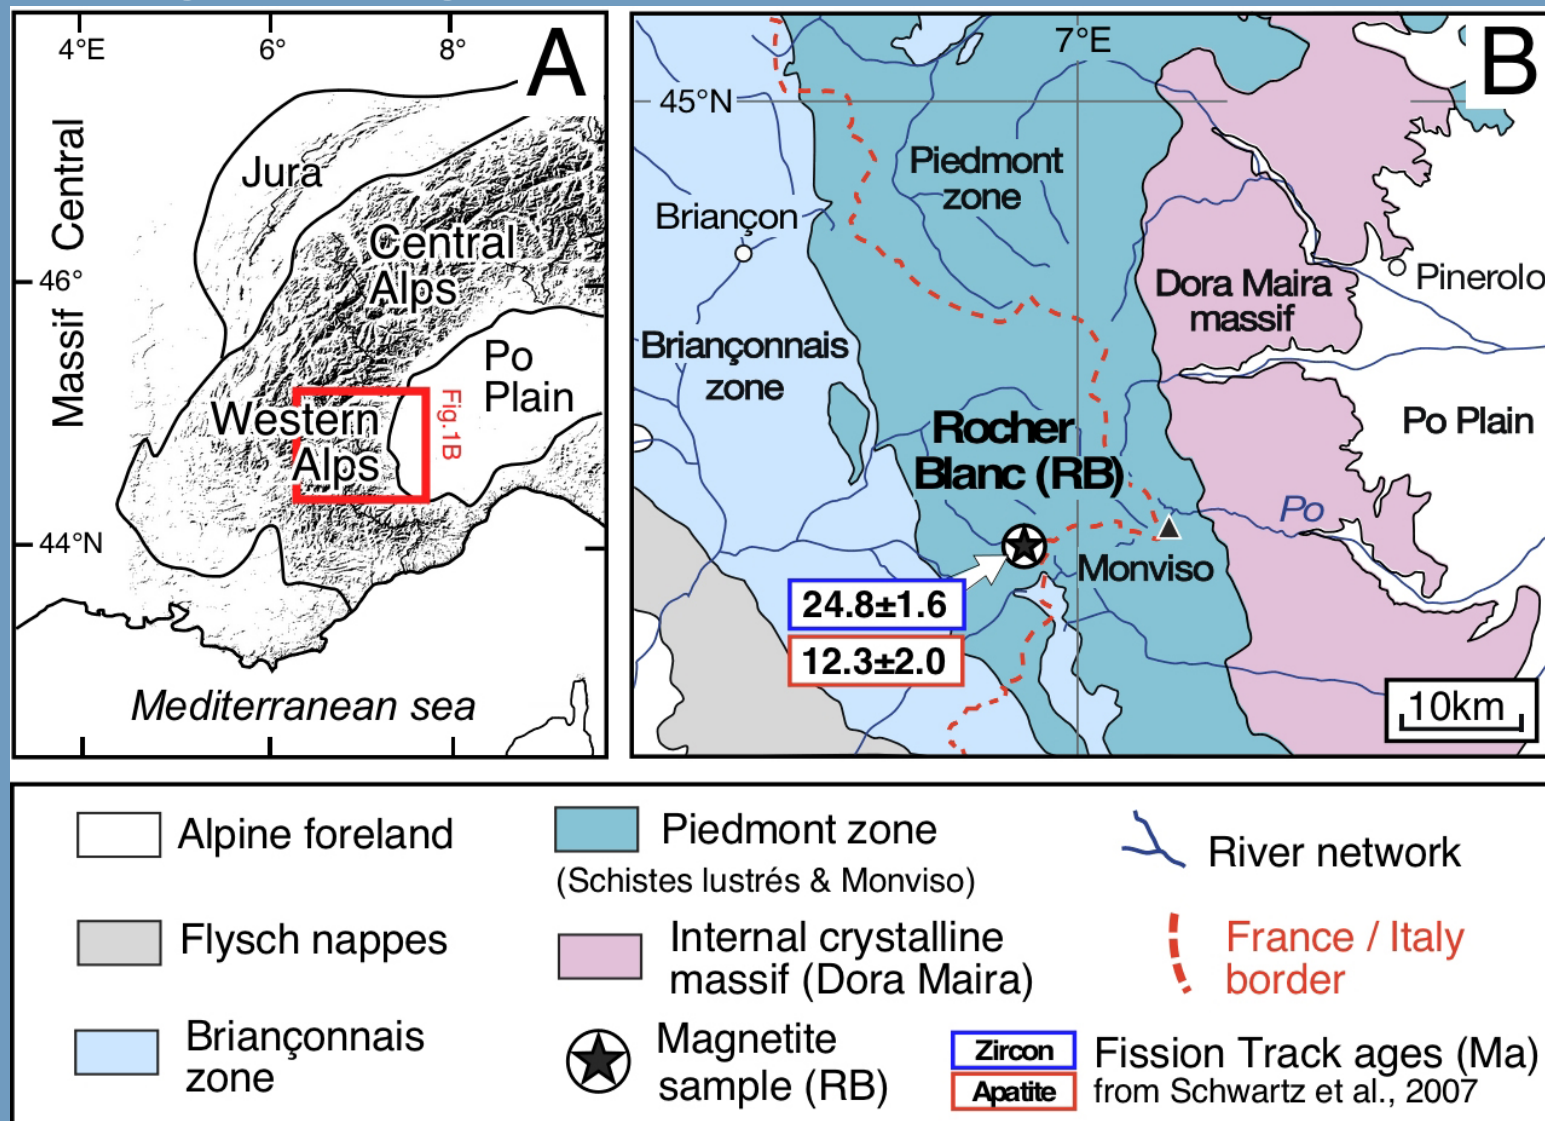 4°E
6°
8°
A
Jura
Massif Central
Central
Alps
46°
Po
Plain
Western
Alps
Fig.1B
44°N
Mediterranean sea
7°E
B
45°N
Piedmont
zone
Briançon
Dora Maira
massif
Pinerolo
Briançonnais
zone
Po Plain
Rocher
Blanc (RB)
Po
Monviso
24.8±1.6
12.3±2.0
10km
Alpine foreland
Flysch nappes
Briançonnais
zone
Piedmont zone
(Schistes lustrés & Monviso)
Internal crystalline
massif (Dora Maira)
Magnetite
sample (RB)
River network
France / Italy
border
Zircon
Apatite
Fission Track ages (Ma)
from Schwartz et al., 2007